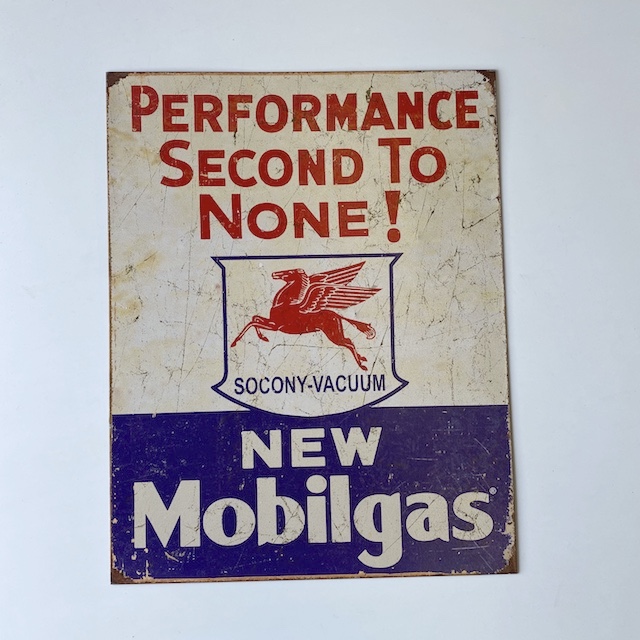 PERFORMANCE
SECOND TO
NONE!
SOCONY-VACUUM
NEW
Mobilgas®